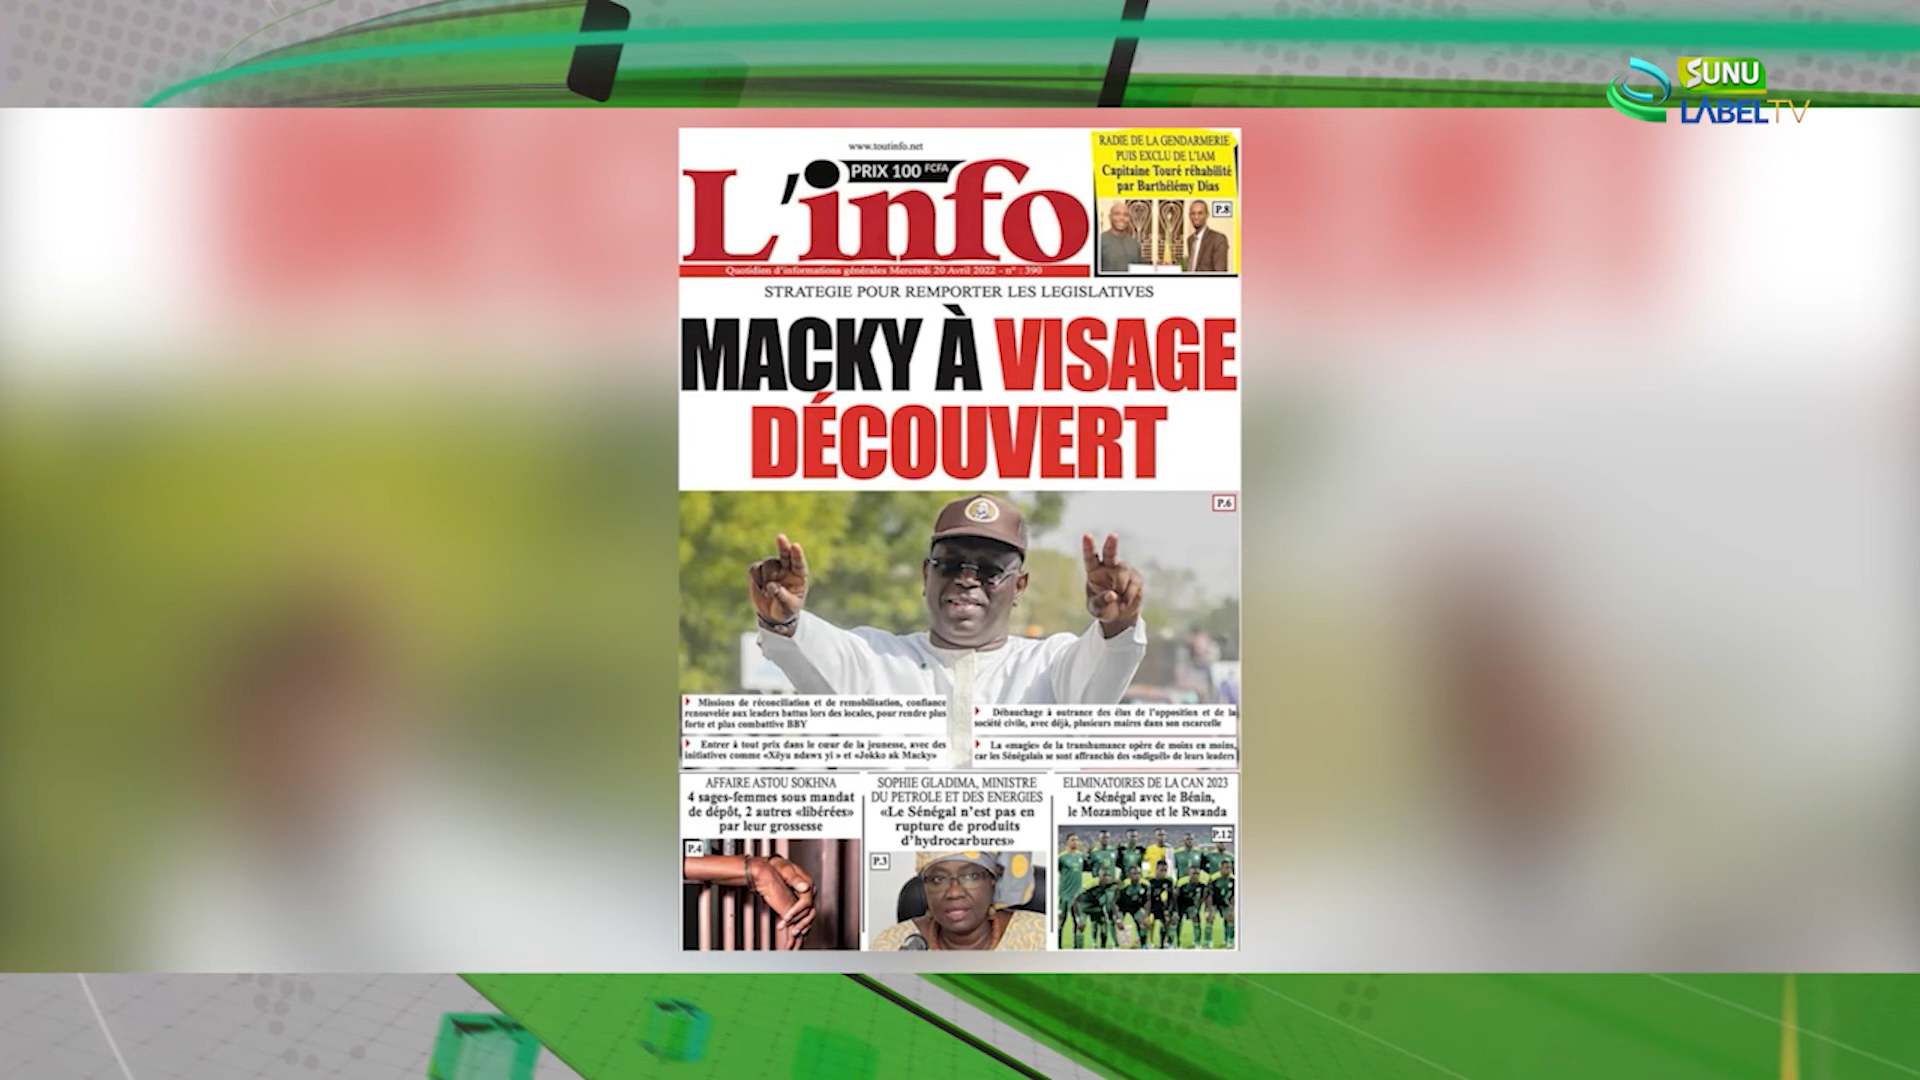 SUNU
LABELTV
www.toutinfo.net
PRIX 100 FCFA
L'info
Quotidien d'informations générales Mercredi 20 Avril 2022 - n° : 390
RADIE DE LA GENDARMERIE
PUIS EXCLU DE L'IAM
Capitaine Touré réhabilité
par Barthélémy Dias
P.8
STRATEGIE POUR REMPORTER LES LEGISLATIVES
MACKY À VISAGE
DÉCOUVERT
P.6
Missions de réconciliation et de remobilisation, confiance
renouvelée aux leaders battus lors des locales, pour rendre plus
forte et plus combattive BBY
Entrer à tout prix dans le cœur de la jeunesse, avec des
initiatives comme «Xëyu ndawx yi » et «Jokko ak Macky»
Débauchage à outrance des élus de l'opposition et de la
société civile, avec déjà, plusieurs maires dans son escarcelle
La «magie» de la transhumance opère de moins en moins,
car les Sénégalais se sont affranchis des «ndiguël» de leurs leaders
AFFAIRE ASTOU SOKHNA
4 sages-femmes sous mandat
de dépôt, 2 autres «libérées»
par leur grossesse
P.4
SOPHIE GLADIMA, MINISTRE
DU PETROLE ET DES ENERGIES
«Le Sénégal n'est pas en
rupture de produits
d'hydrocarbures»
P.3
ELIMINATOIRES DE LA CAN 2023
Le Sénégal avec le Bénin,
le Mozambique et le Rwanda
P.12